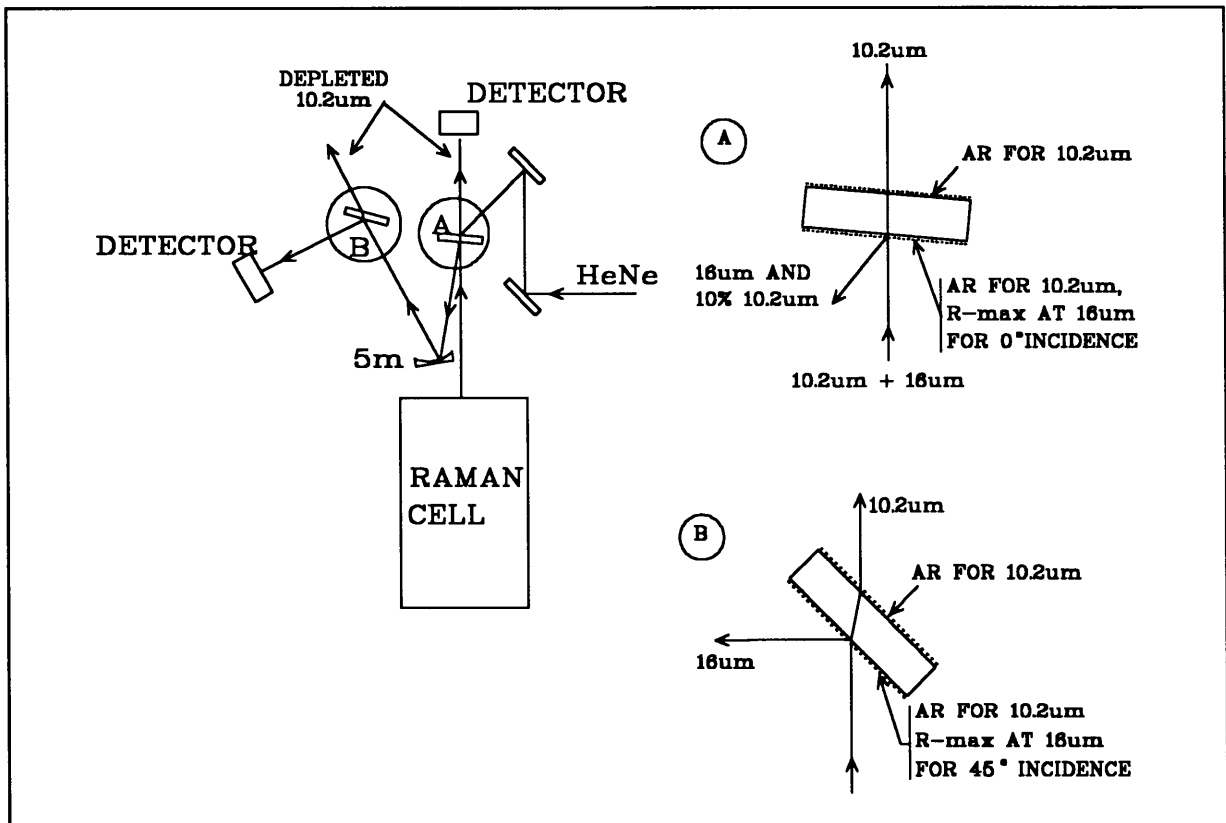 DEPLETED
10.2um
DETECTOR
A
B
DETECTOR
HeNe
5m
RAMAN
CELL
10.2um
A
AR FOR 10.2um
16um AND
10% 10.2um
AR FOR 10.2um,
R-max AT 16um
FOR 0°INCIDENCE
10.2um + 16um
B
10.2um
AR FOR 10.2um
16um
AR FOR 10.2um
R-max AT 16um
FOR 45° INCIDENCE